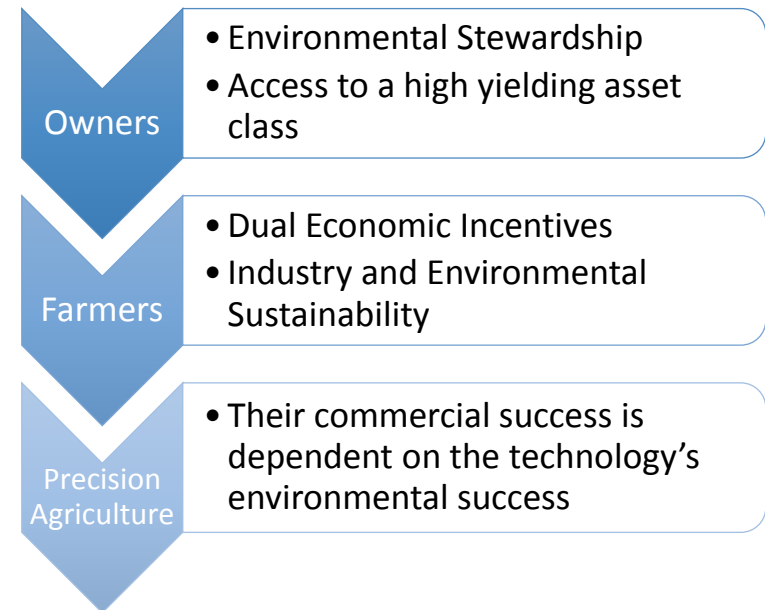 Owners
• Environmental Stewardship
• Access to a high yielding asset
class
Farmers
• Dual Economic Incentives
• Industry and Environmental
Sustainability
Precision
Agriculture
• Their commercial success is
dependent on the technology’s
environmental success